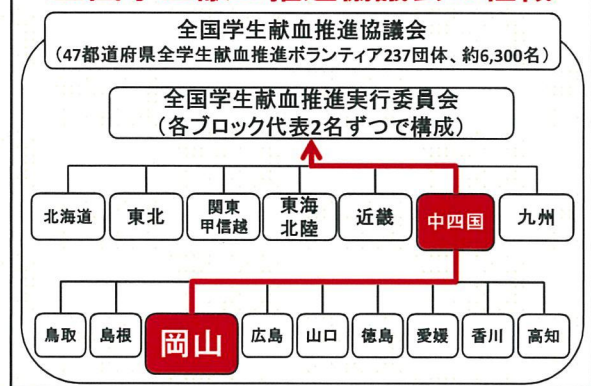 全国学生献血推進協議会
(47都道府県全学生献血推進ボランティア237団体、約6,300名)
全国学生献血推進実行委員会
(各ブロック代表2名ずつで構成)
北海道
東北
関東
甲信越
東海
北陸
近畿
中四国
九州
鳥取
島根
岡山
広島
山口
徳島
愛媛
香川
高知